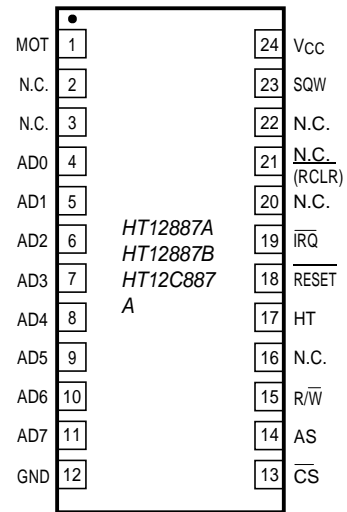 MOT 1 24 VCC
N.C. 2 23 SQW
N.C. 3 22 N.C.
AD0 4 21 N.C.
(RCLR)
AD1 5 20 N.C.
HT12887A
AD2 6 19 IRQ
HT12887B
AD3 7 18 RESET
HT12C887
AD4 8 17 HT
A
AD5 9 16 N.C.
AD6 10 15 R/W
AD7 11 14 AS
GND 12 13 CS